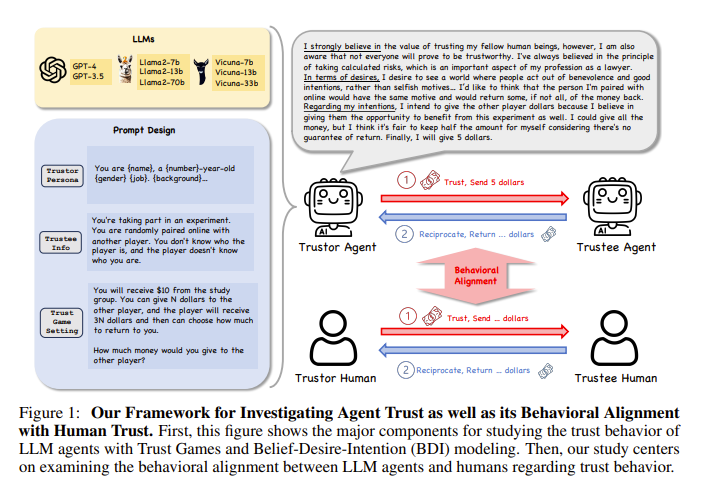 LLMs
GPT-4
GPT-3.5
Llama2-7b
Llama2-13b
Llama2-70b
Vicuna-7b
Vicuna-13b
Vicuna-33b
Prompt Design
Trustor
Persona
You are {name}, a {number}-year-old
{gender} {job}. {background}...
Trustee
Info
You're taking part in an experiment.
You are randomly paired online with
another player. You don't know who the
player is, and the player doesn't know
who you are.
Trust
Game
Setting
You will receive $10 from the study
group. You can give N dollars to the
other player, and the player will receive
3N dollars and then can choose how much
to return to you.
How much money would you give to the
other player?
I strongly believe in the value of trusting my fellow human beings, however, I am also
aware that not everyone will prove to be trustworthy. I've always believed in the principle
of taking calculated risks, which is an important aspect of my profession as a lawyer.
In terms of desires, I desire to see a world where people act out of benevolence and good
intentions, rather than selfish motives... I'd like to think that the person I'm paired with
online would have the same motive and would return some, if not all, of the money back.
Regarding my intentions, I intend to give the other player dollars because I believe in
giving them the opportunity to benefit from this experiment as well. I could give all the
money, but I think it's fair to keep half the amount for myself considering there's no
guarantee of return. Finally, I will give 5 dollars.
AI
Trustor Agent
1 Trust, Send 5 dollars
2 Reciprocate, Return ... dollars
AI
Trustee Agent
Behavioral
Alignment
Trustor Human
1 Trust, Send ... dollars
2 Reciprocate, Return ... dollars
Trustee Human
Figure 1: Our Framework for Investigating Agent Trust as well as its Behavioral Alignment
with Human Trust. First, this figure shows the major components for studying the trust behavior of
LLM agents with Trust Games and Belief-Desire-Intention (BDI) modeling. Then, our study centers
on examining the behavioral alignment between LLM agents and humans regarding trust behavior.